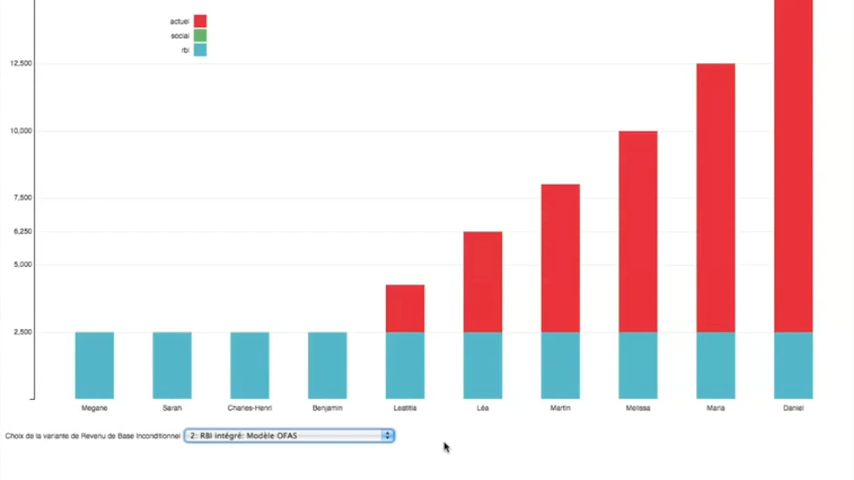 actuel
social
rbi
12,500
10,000
7,500
6,250
5,000
2,500
Megane Sarah Charles-Henri Benjamin Leatitia Léa Martin Melissa Maria Daniel
Choix de la variante de Revenu de Base Inconditionnel 2: RBI intégré: Modèle OFAS